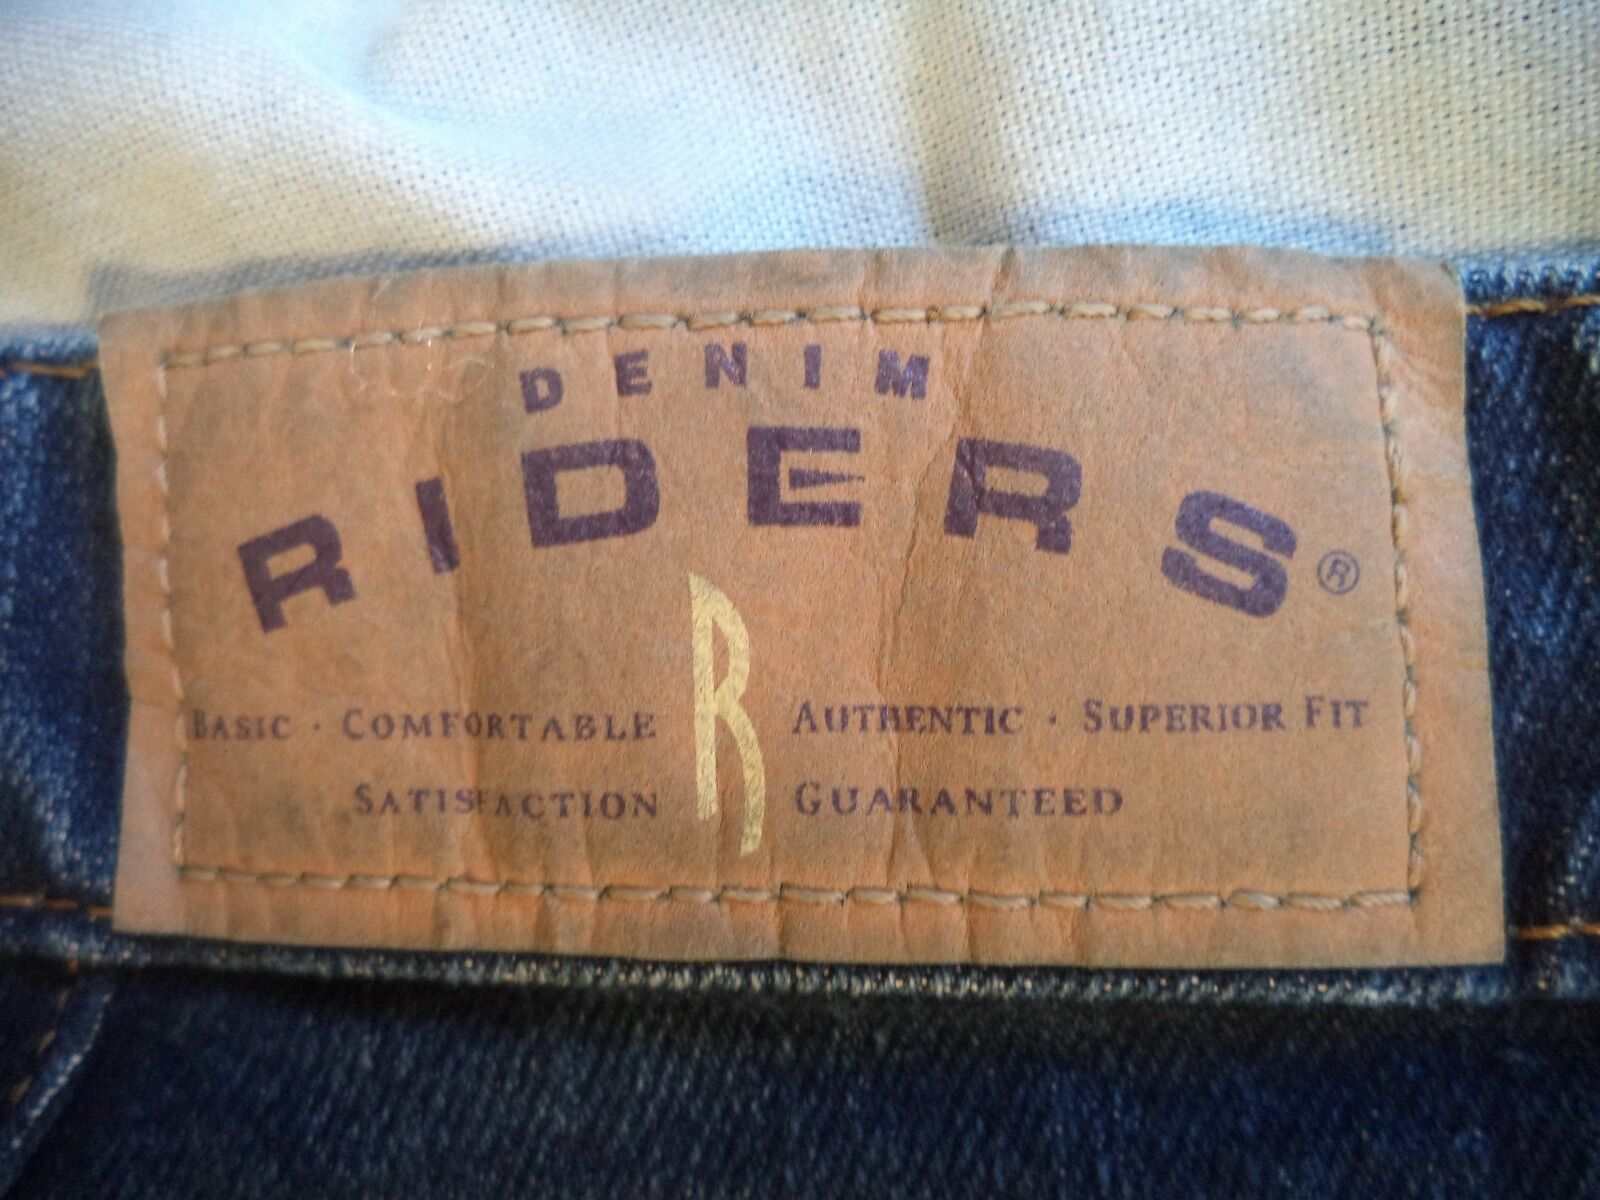 DENIM
RIDERS®
R
BASIC · COMFORTABLE AUTHENTIC · SUPERIOR FIT
SATISFACTION GUARANTEED